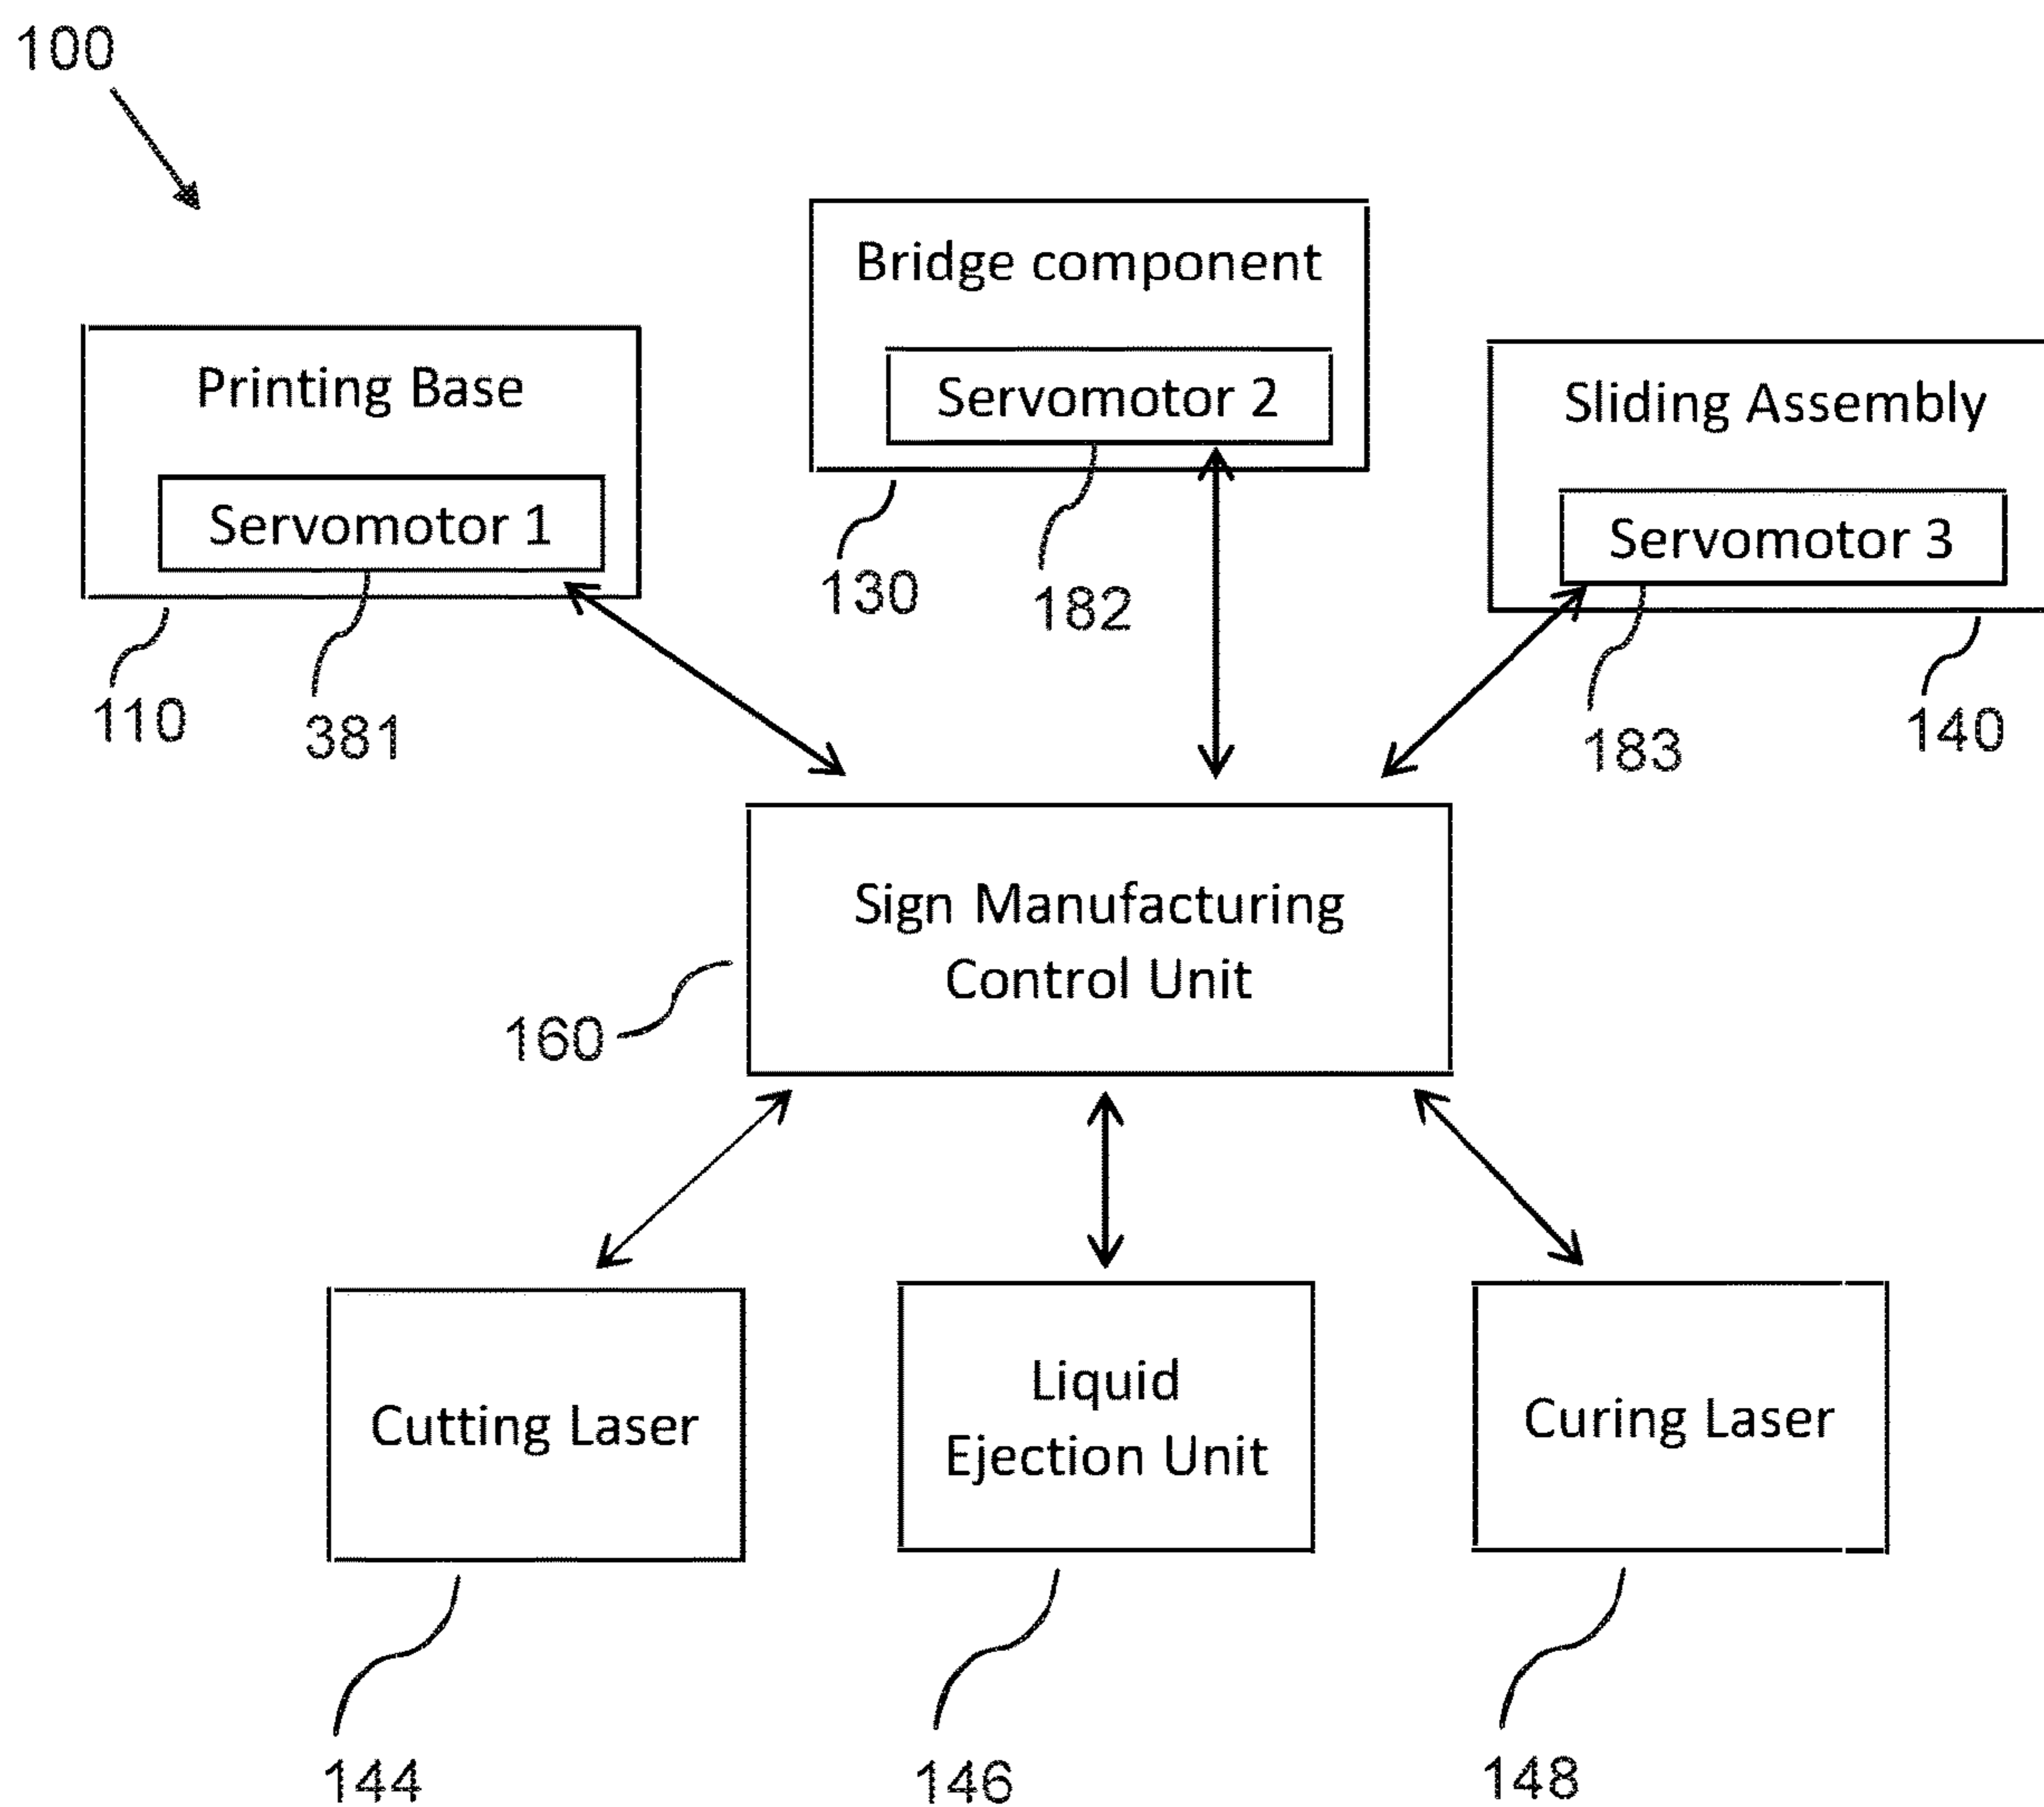 100
Bridge component
Servomotor 2
Printing Base
Servomotor 1
Sliding Assembly
Servomotor 3
130
182
110
381
183
140
Sign Manufacturing
Control Unit
160
Cutting Laser
Liquid
Ejection Unit
Curing Laser
144
146
148